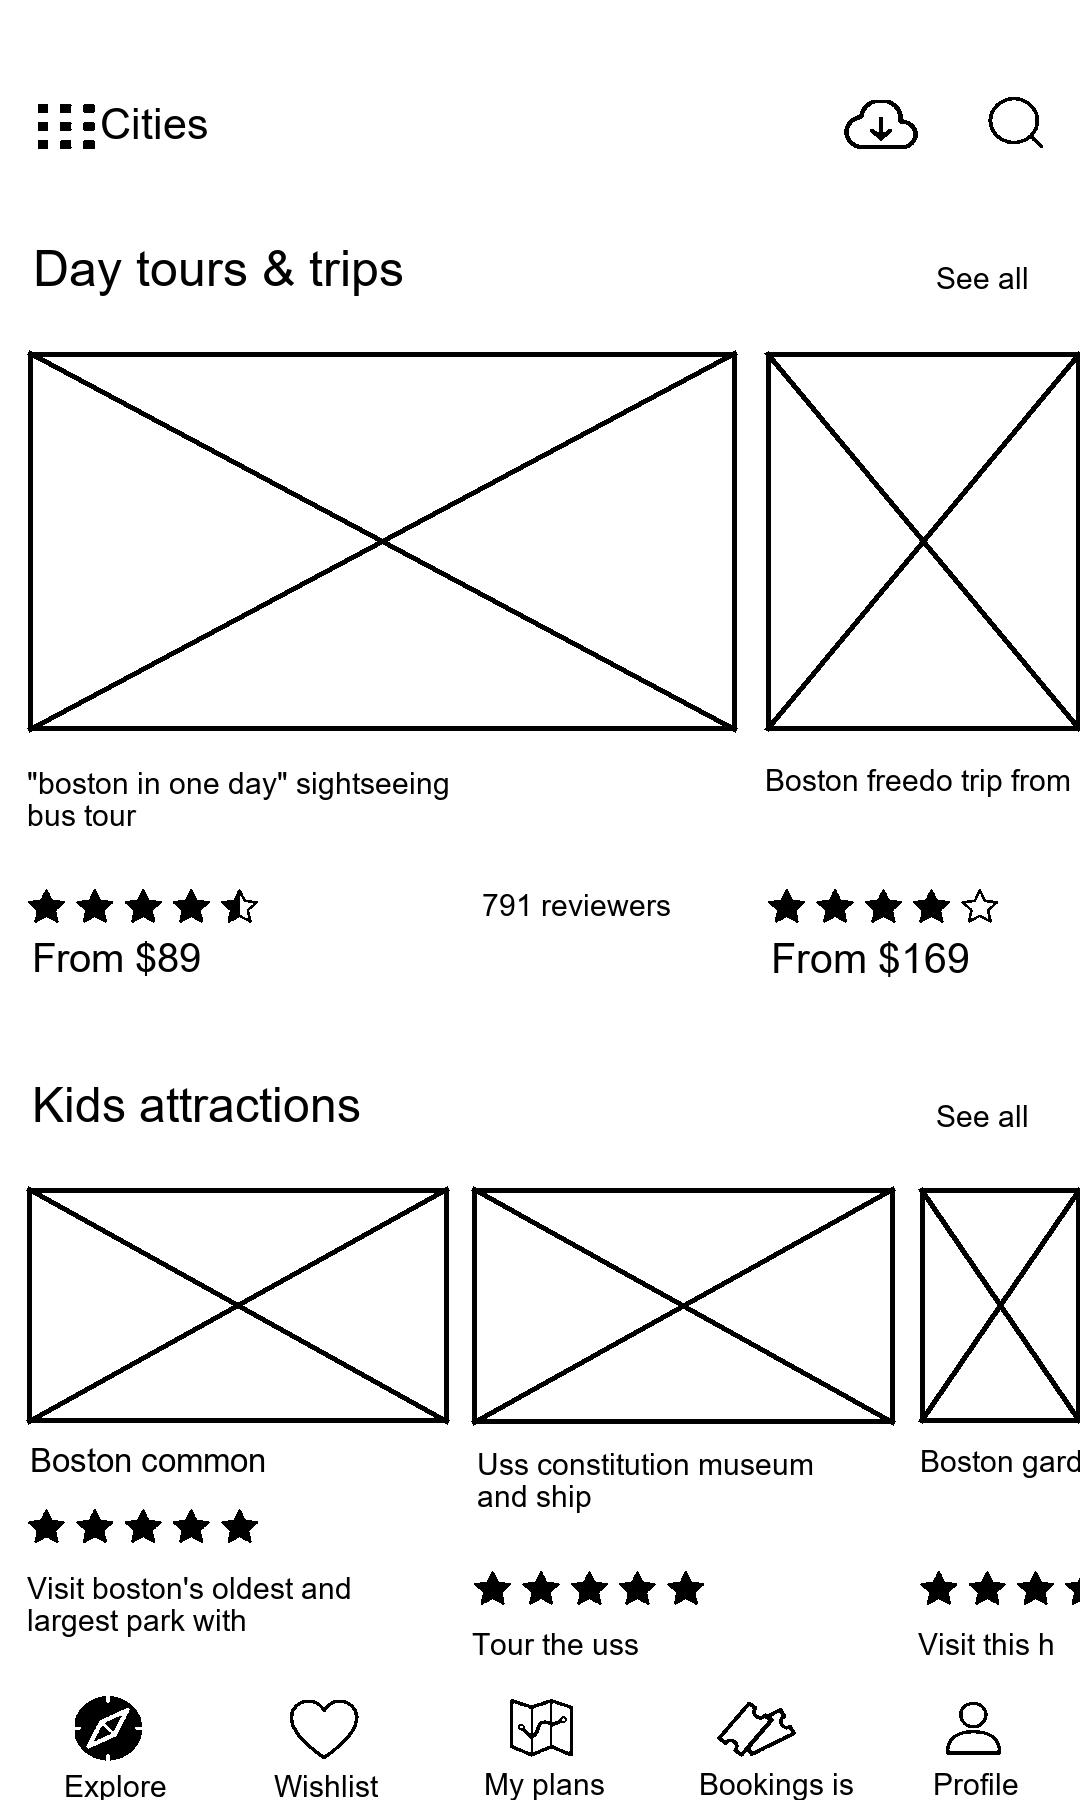 Cities
Day tours & trips
See all
"boston in one day" sightseeing
bus tour
Boston freedo trip from
791 reviewers
From $89
From $169
Kids attractions
See all
Boston common
Uss constitution museum
and ship
Boston gard
Visit boston's oldest and
largest park with
Tour the uss
Visit this h
Explore
Wishlist
My plans
Bookings is
Profile